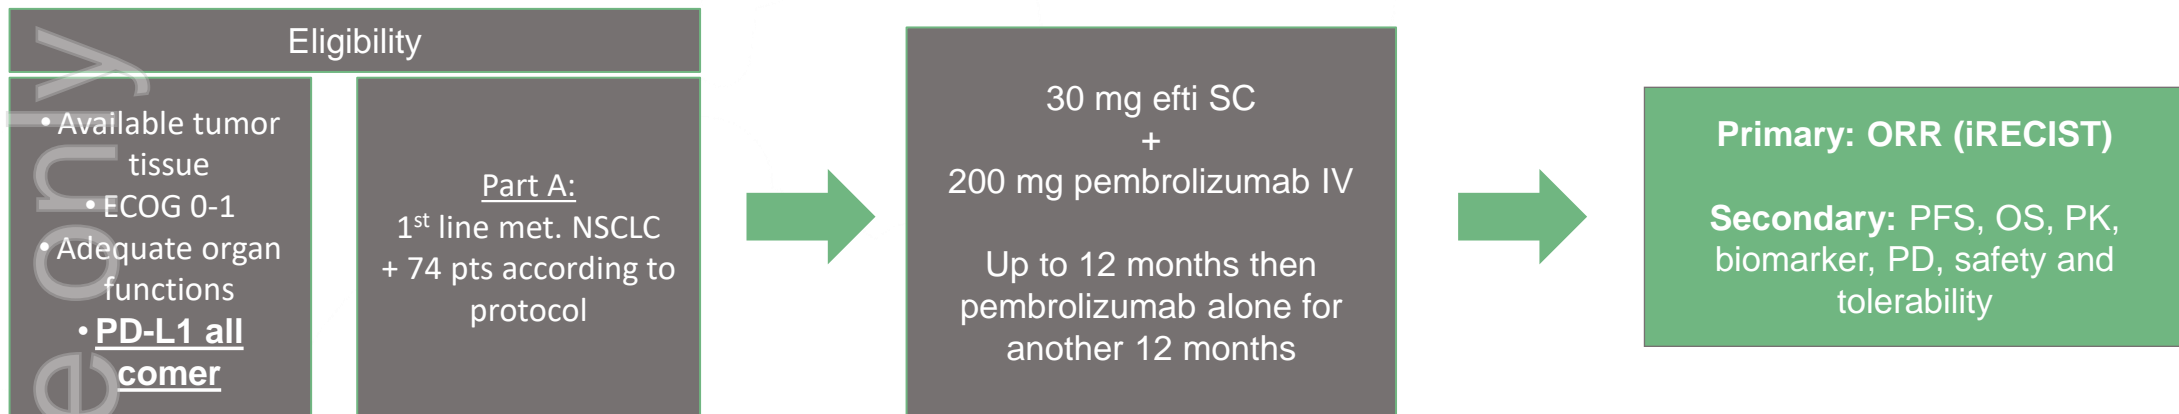 Eligibility
• Available tumor
tissue
• ECOG 0-1
• Adequate organ
functions
• PD-L1 all
comer
Part A:
1st line met. NSCLC
+ 74 pts according to
protocol
30 mg efti SC
+
200 mg pembrolizumab IV
Up to 12 months then
pembrolizumab alone for
another 12 months
Primary: ORR (iRECIST)
Secondary: PFS, OS, PK,
biomarker, PD, safety and
tolerability
e only